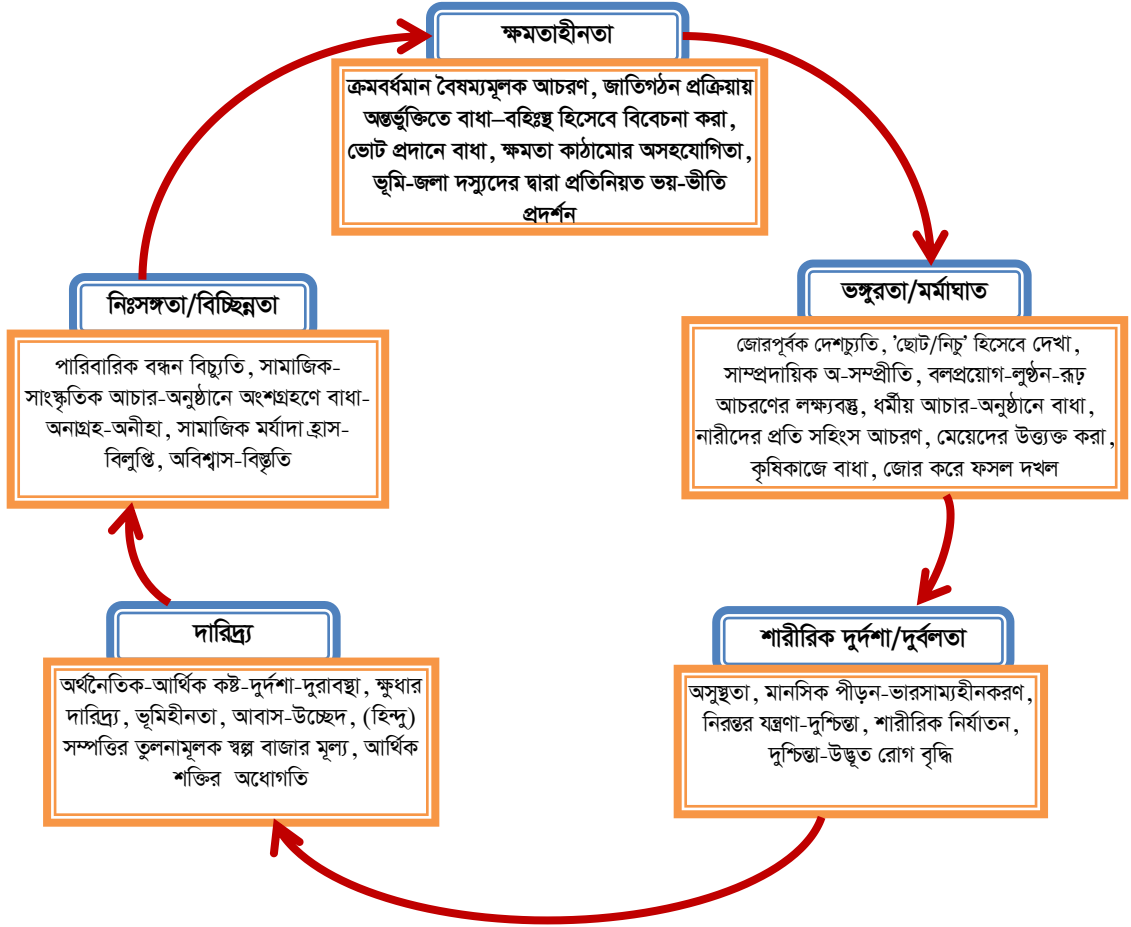 ক্ষমতাহীনতা
ক্রমবর্ধমান বৈষম্যমূলক আচরণ, জাতিগঠন প্রক্রিয়ায়
অন্তর্ভুক্তিতে বাধা–বহিঃস্থ হিসেবে বিবেচনা করা,
ভোট প্রদানে বাধা, ক্ষমতা কাঠামোর অসহযোগিতা,
ভূমি-জলা দস্যুদের দ্বারা প্রতিনিয়ত ভয়-ভীতি
প্রদর্শন
ভঙ্গুরতা/মর্মাঘাত
জোরপূর্বক দেশচ্যুতি, 'ছোট/নিচু' হিসেবে দেখা,
সাম্প্রদায়িক অ-সম্প্রীতি, বলপ্রয়োগ-লুণ্ঠন-রূঢ়
আচরণের লক্ষ্যবস্তু, ধর্মীয় আচার-অনুষ্ঠানে বাধা,
নারীদের প্রতি সহিংস আচরণ, মেয়েদের উত্ত্যক্ত করা,
কৃষিকাজে বাধা, জোর করে ফসল দখল
শারীরিক দুর্দশা/দুর্বলতা
অসুস্থতা, মানসিক পীড়ন-ভারসাম্যহীনকরণ,
নিরন্তর যন্ত্রণা-দুশ্চিন্তা, শারীরিক নির্যাতন,
দুশ্চিন্তা-উদ্ভূত রোগ বৃদ্ধি
দারিদ্র্য
অর্থনৈতিক-আর্থিক কষ্ট-দুর্দশা-দুরাবস্থা, ক্ষুধার
দারিদ্র্য, ভূমিহীনতা, আবাস-উচ্ছেদ, (হিন্দু)
সম্পত্তির তুলনামূলক স্বল্প বাজার মূল্য, আর্থিক
শক্তির অধোগতি
নিঃসঙ্গতা/বিচ্ছিন্নতা
পারিবারিক বন্ধন বিচ্যুতি, সামাজিক-
সাংস্কৃতিক আচার-অনুষ্ঠানে অংশগ্রহণে বাধা-
অনাগ্রহ-অনীহা, সামাজিক মর্যাদা হ্রাস-
বিলুপ্তি, অবিশ্বাস-বিস্তৃতি